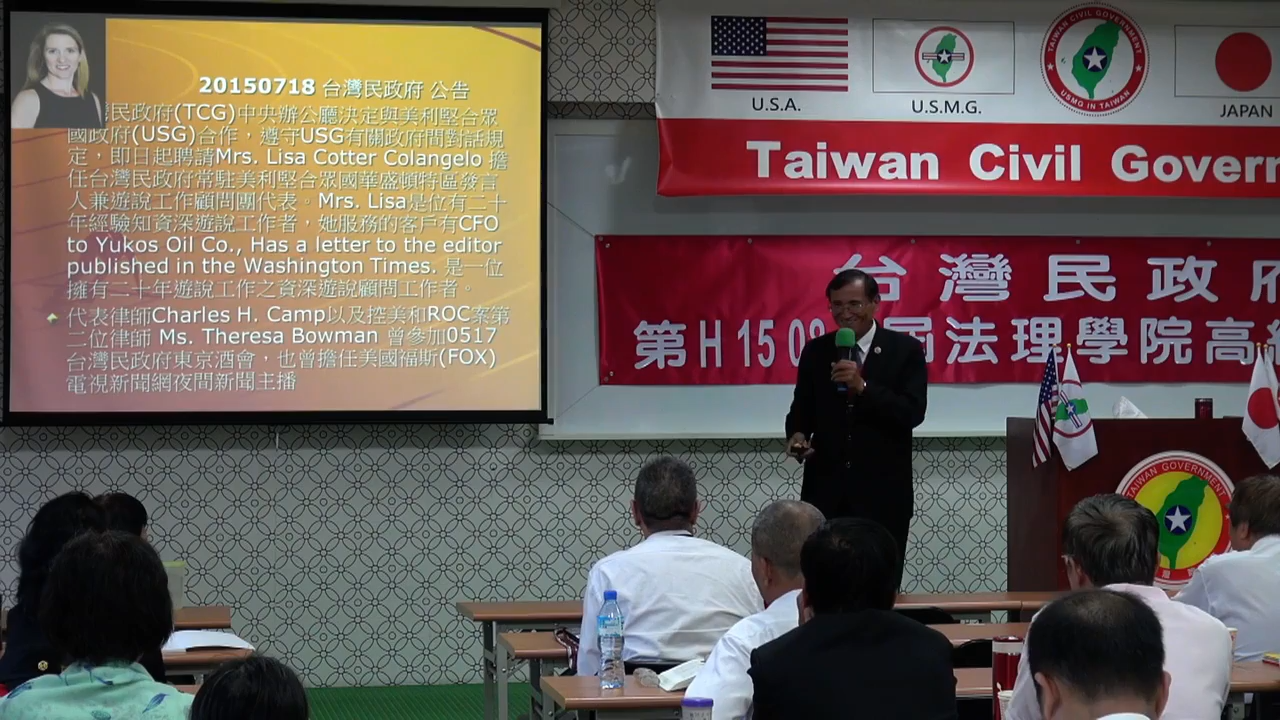 20150718 台灣民政府 公告
民政府(TCG)中央辦公廳決定與美利堅合眾
國政府(USG)合作，遵守USG有關政府間對話規
定，即日起聘請Mrs. Lisa Cotter Colangelo 擔
任台灣民政府常駐美利堅合眾國華盛頓特區發言
人兼遊說工作顧問團代表。Mrs. Lisa是位有二十
年經驗知資深遊說工作者，她服務的客戶有CFO
to Yukos Oil Co., Has a letter to the editor
published in the Washington Times. 是一位
擁有二十年遊說工作之資深遊說顧問工作者。
代表律師Charles H. Camp以及控美和ROC案第
二位律師 Ms. Theresa Bowman 曾參加0517
台灣民政府東京酒會，也曾擔任美國福斯(FOX)
電視新聞網夜間新聞主播
U.S.A.
U.S.M.G.
TAIWAN CIVIL GOVERNMENT
USMG IN TAIWAN
JAPAN
Taiwan Civil Govern
台灣民政府
第H 15 08 屆法理學院高
TAIWAN GOVERNMENT